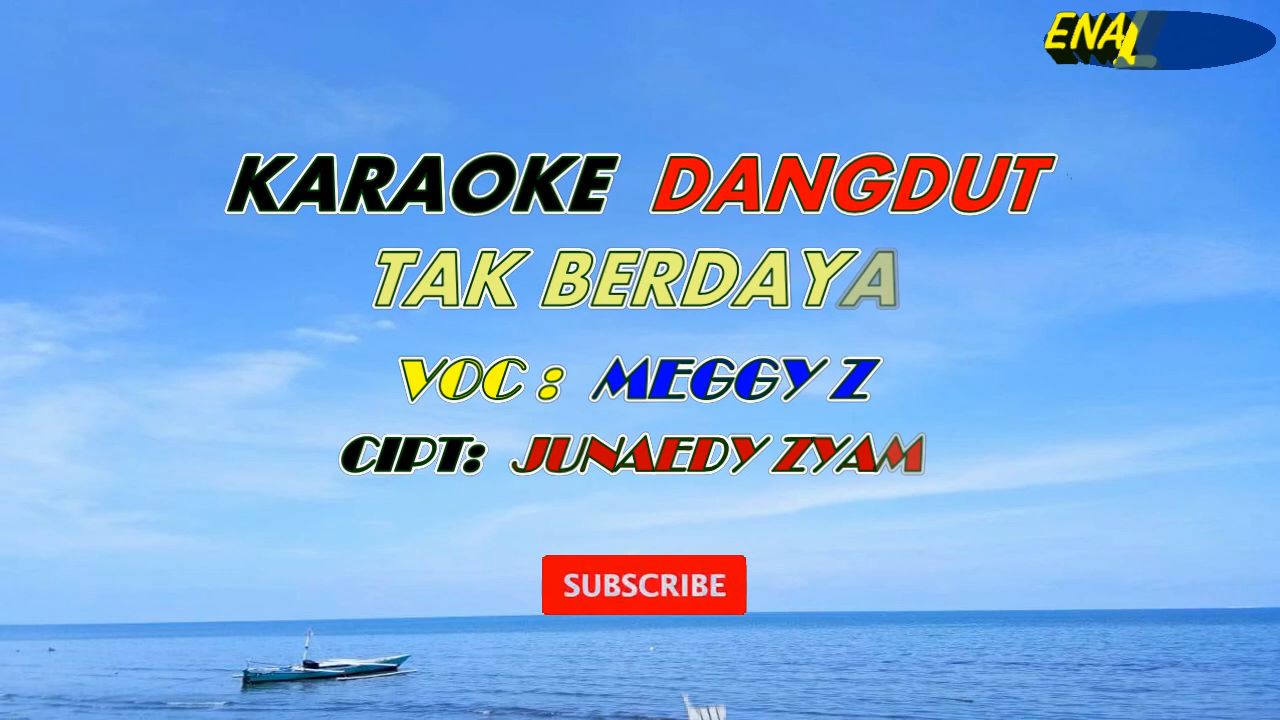 ENAL
KARAOKE DANGDUT
TAK BERDAYA
VOC : MEGGY Z
CIPT: JUNAEDY ZYAM
SUBSCRIBE